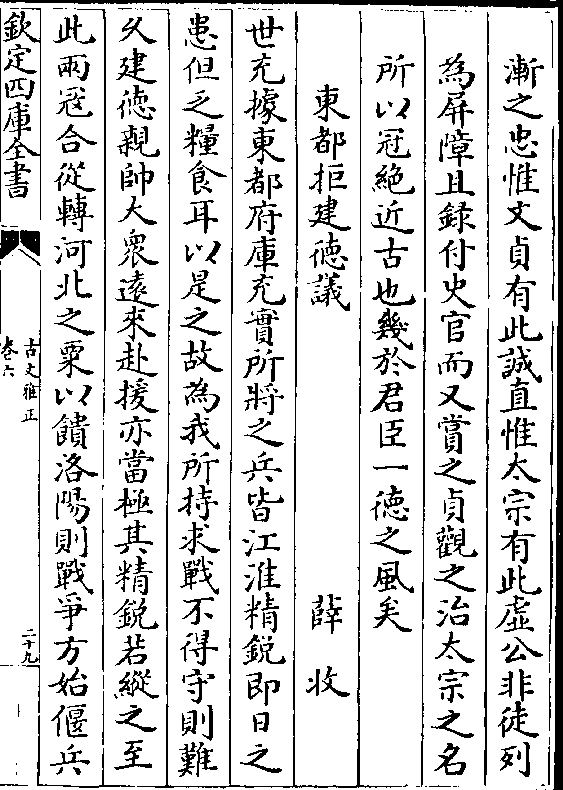 漸之忠惟文貞有此誠直惟太宗有此虛公非徒列
為屏障且録付史官而又賞之貞觀之治太宗之名
所以冠絶近古也幾於君臣一德之風矣
東都拒建德議　薛收
世充據東都府庫充實所將之兵皆江淮精鋭即日之
患但乏糧食耳以是之故為我所持求戰不得守則難
乆建德親帥大衆逺來赴援亦當極其精鋭若縱之至
此兩冦合從轉河北之粟以饋洛陽則戰爭方始偃兵
欽定四庫全書
古文雅正
卷六
二十九